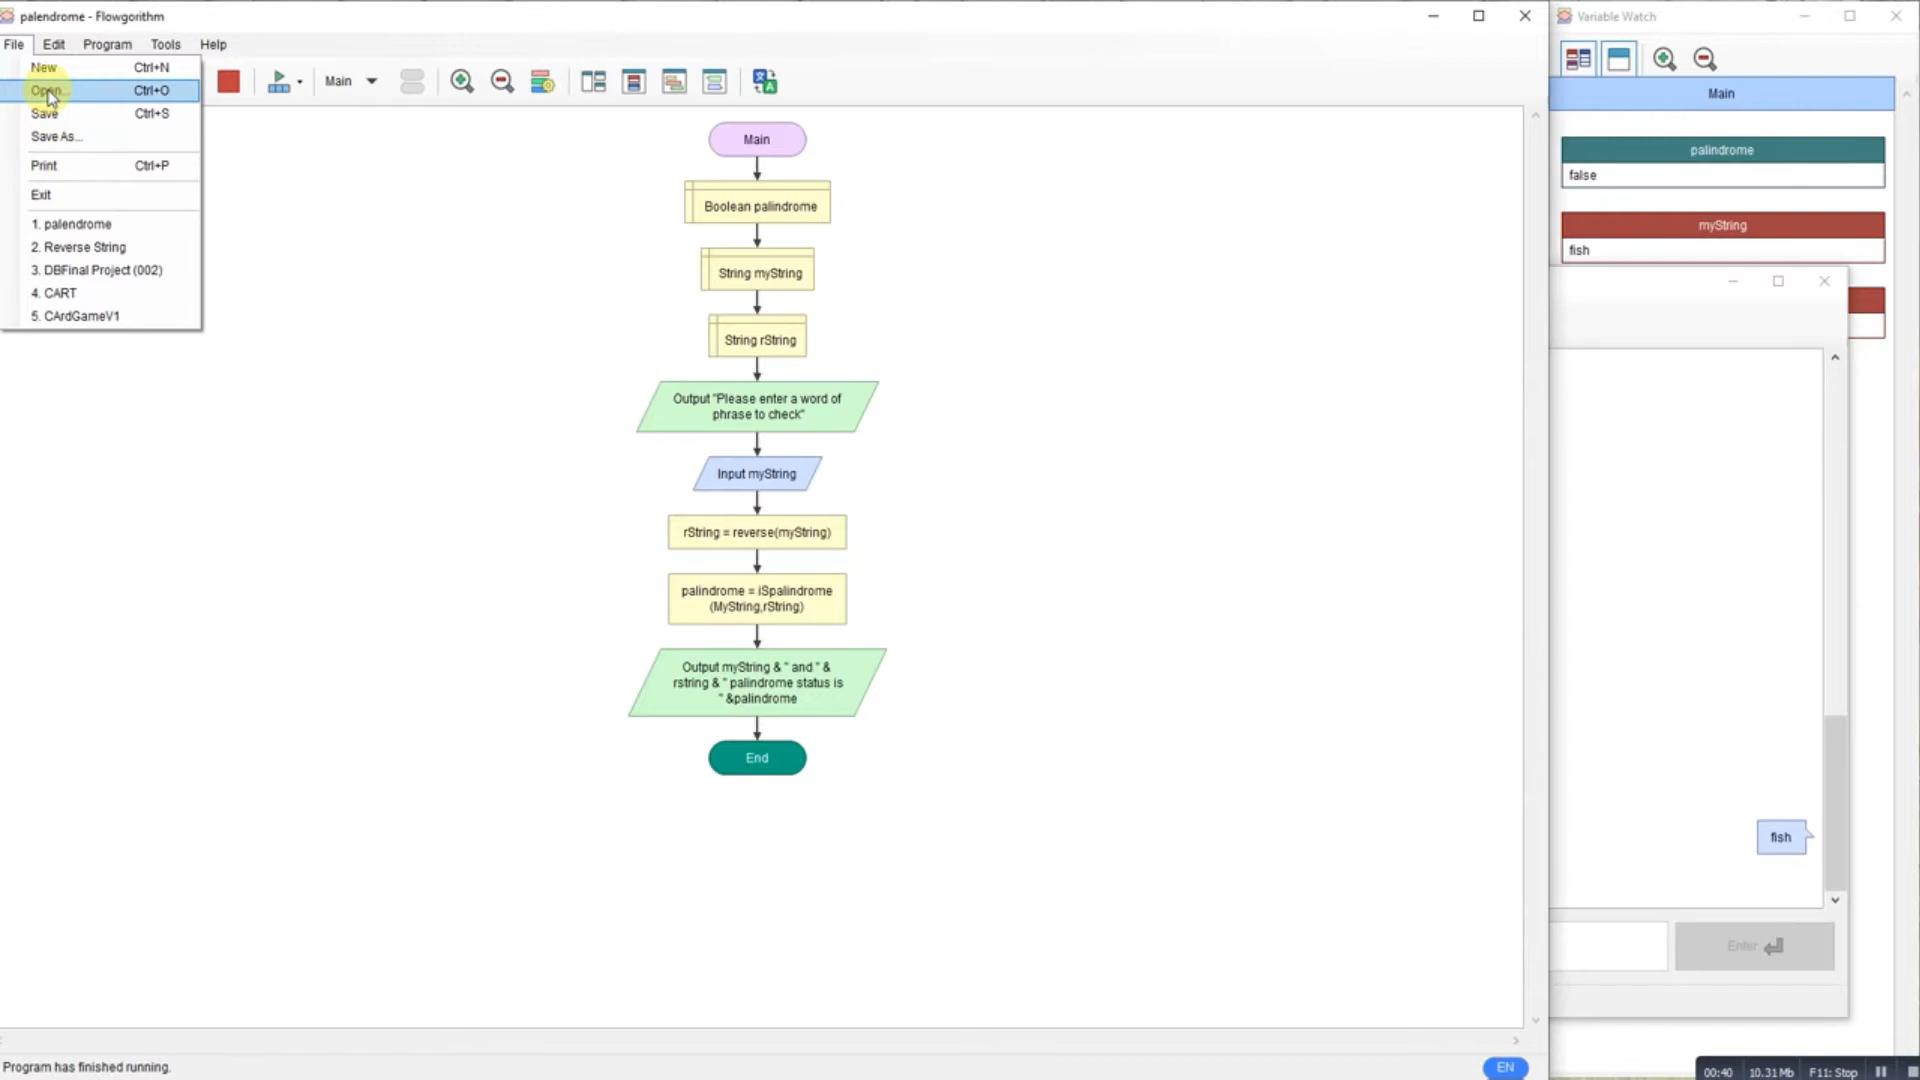 palendrome - Flowgorithm
Variable Watch
File Edit Program Tools Help
New Ctrl+N
Open... Ctrl+O
Save Ctrl+S
Save As...
Print Ctrl+P
Exit
1. palendrome
2. Reverse String
3. DBFinal Project (002)
4. CART
5. CArdGameV1
Main
Main
Boolean palindrome
String myString
String rString
Output "Please enter a word of
phrase to check"
Input myString
rString = reverse(myString)
palindrome = iSpalindrome
(MyString,rString)
Output myString & " and " &
rstring & " palindrome status is
" &palindrome
End
Main
palindrome
false
myString
fish
fish
Enter
Program has finished running.
EN
00:40 10.31Mb F11: Stop